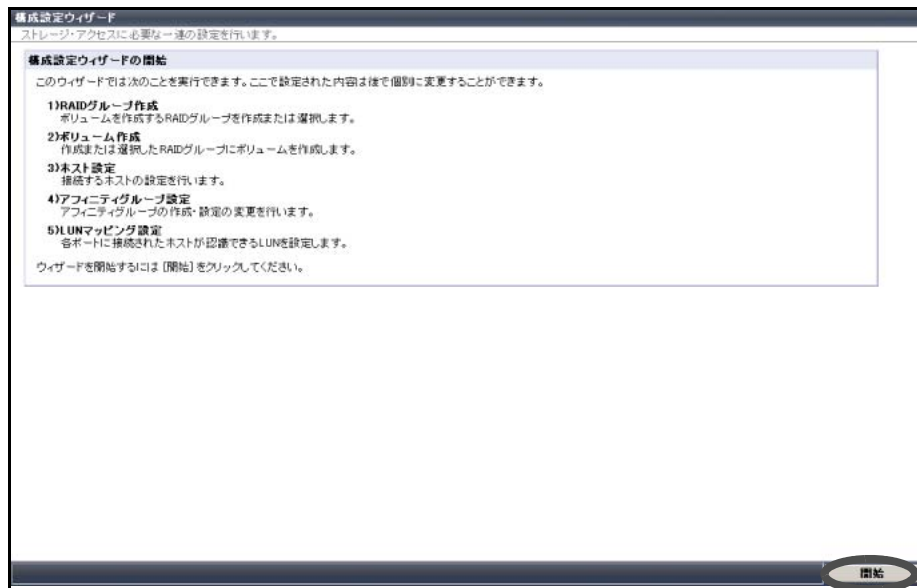 構成設定ウィザード
ストレージ・アクセスに必要な一連の設定を行います。
構成設定ウィザードの開始
このウィザードでは次のことを実行できます。ここで設定された内容は後で個別に変更することができます。
1)RAIDグループ作成
ボリュームを作成するRAIDグループを作成または選択します。
2)ボリューム作成
作成または選択したRAIDグループにボリュームを作成します。
3)ホスト設定
接続するホストの設定を行います。
4)アフィニティグループ設定
アフィニティグループの作成・設定の変更を行います。
5)LUNマッピング設定
各ポートに接続されたホストが認識できるLUNを設定します。
ウィザードを開始するには [開始] をクリックしてください。
開始